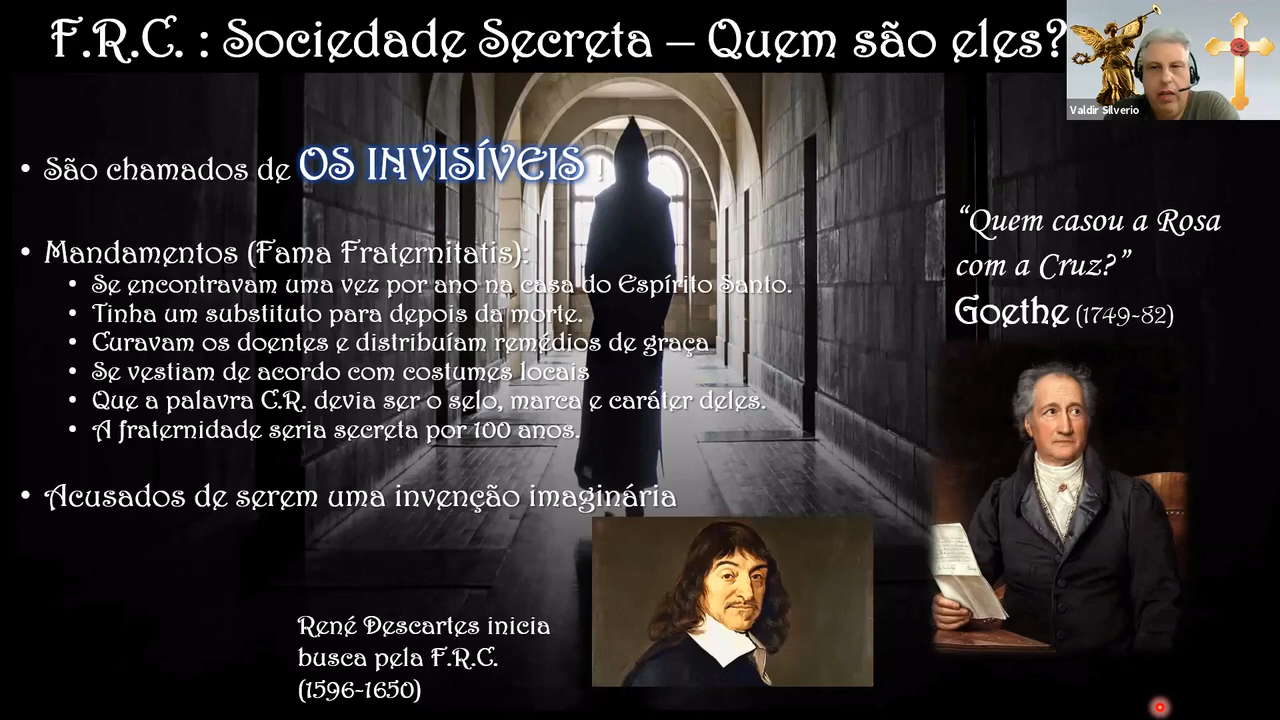 F.R.C. : Sociedade Secreta – Quem são eles?
Valdir Silverio
• São chamados de OS INVISÍVEIS !
• Mandamentos (Fama Fraternitatis):
• Se encontravam uma vez por ano na casa do Espírito Santo.
• Tinha um substituto para depois da morte.
• Curavam os doentes e distribuíam remédios de graça
• Se vestiam de acordo com costumes locais
• Que a palavra C.R. devia ser o selo, marca e caráter deles.
• A fraternidade seria secreta por 100 anos.
• Acusados de serem uma invenção imaginária
“Quem casou a Rosa
com a Cruz?”
Goethe (1749-82)
René Descartes inicia
busca pela F.R.C.
(1596-1650)